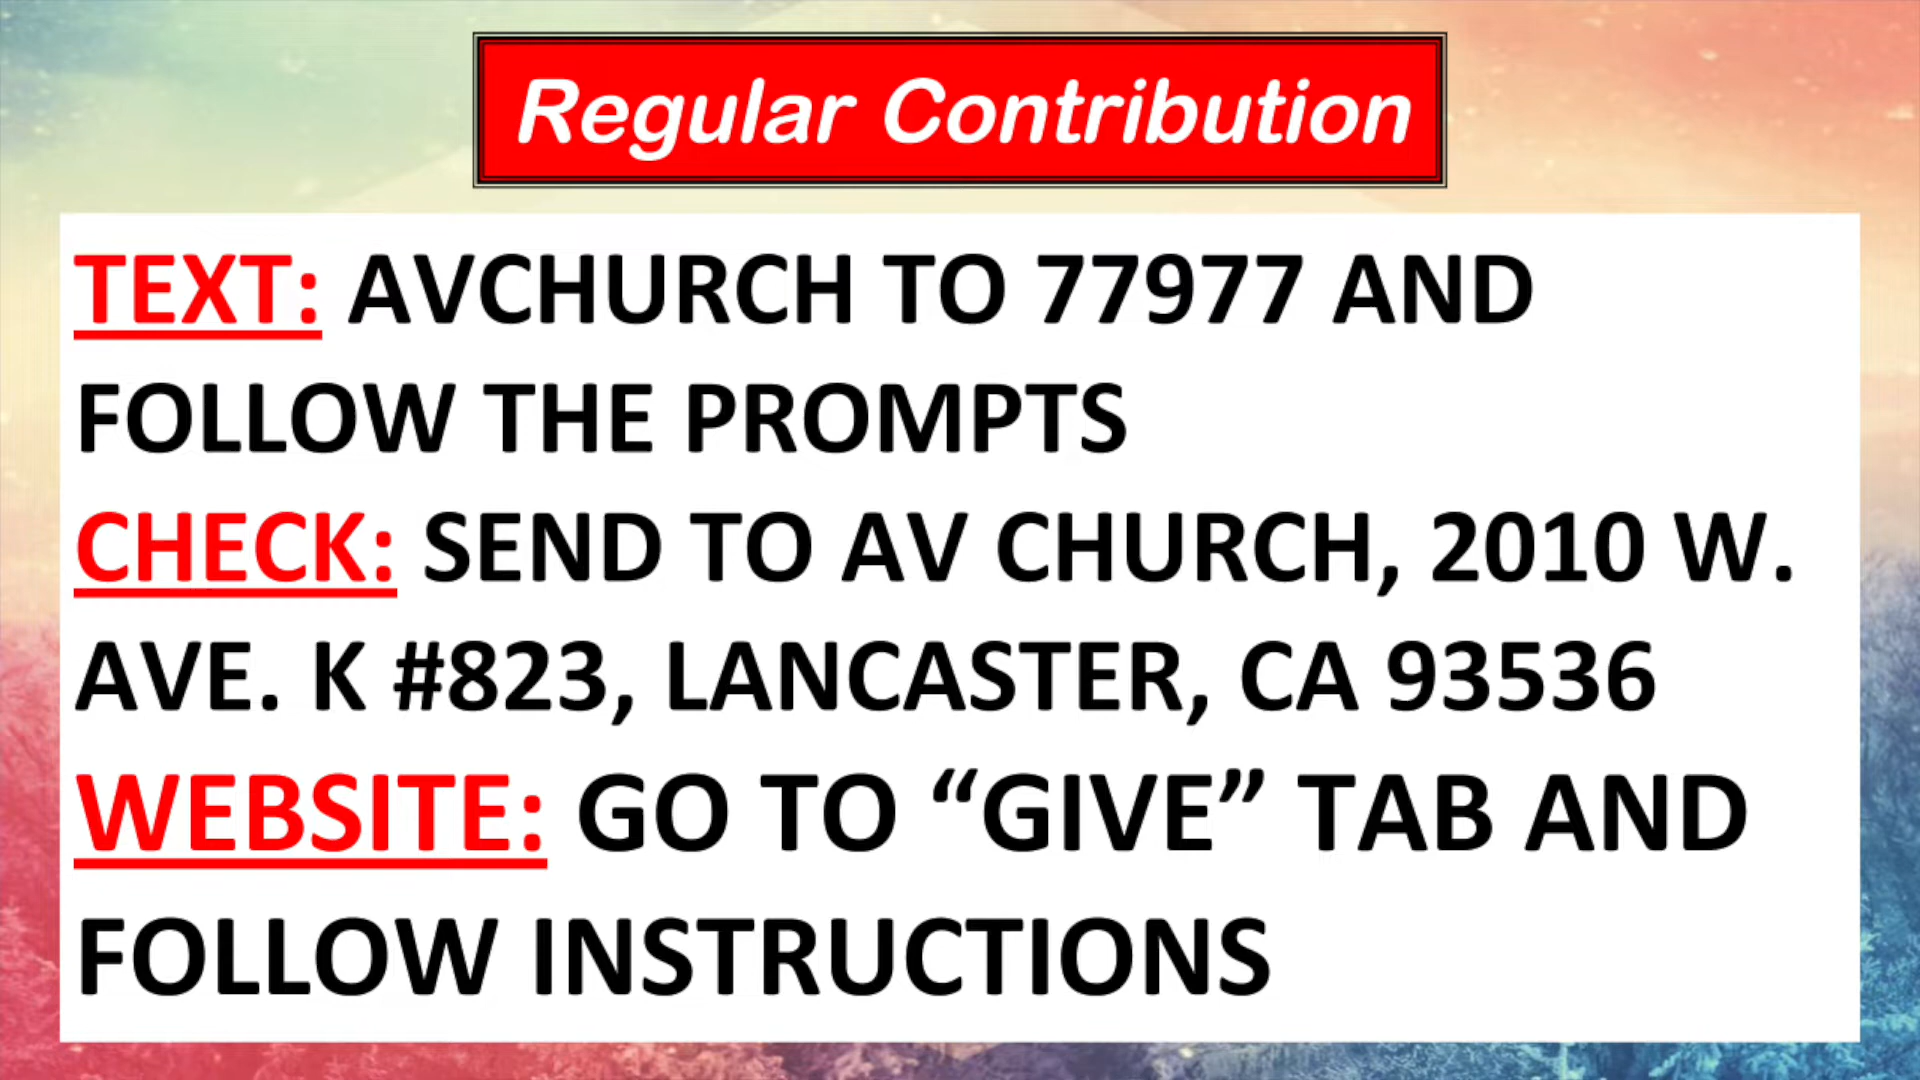 Regular Contribution
TEXT: AVCHURCH TO 77977 AND
FOLLOW THE PROMPTS
CHECK: SEND TO AV CHURCH, 2010 W.
AVE. K #823, LANCASTER, CA 93536
WEBSITE: GO TO “GIVE” TAB AND
FOLLOW INSTRUCTIONS